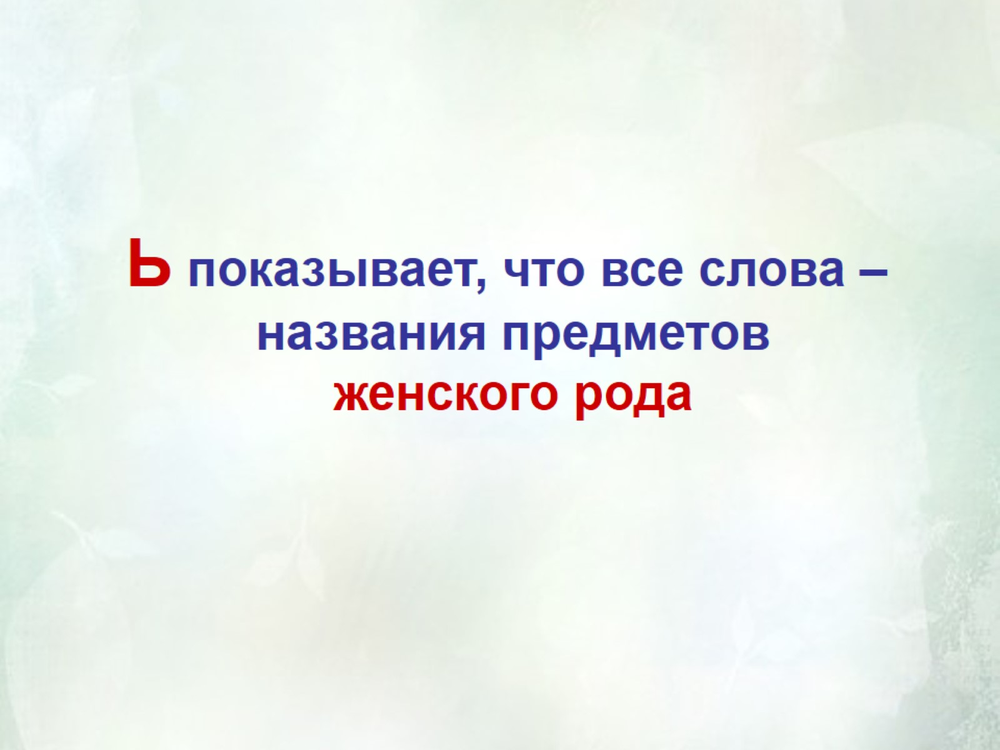 Ь показывает, что все слова –
названия предметов
женского рода